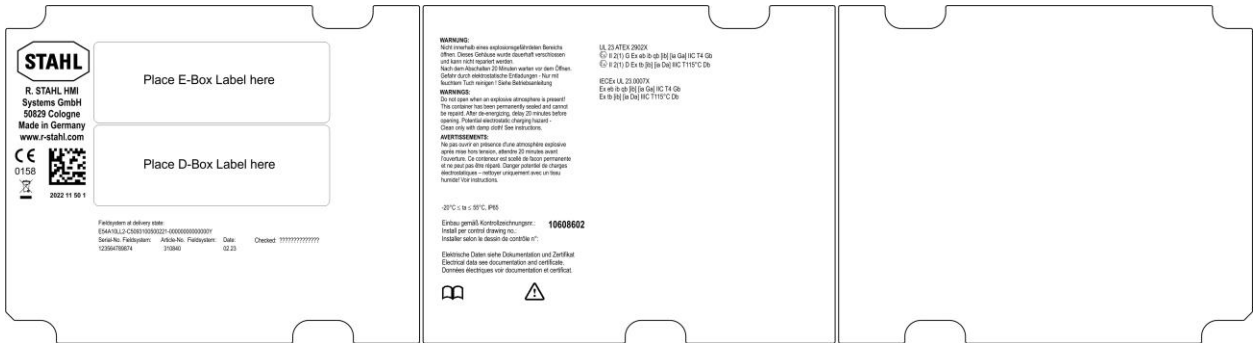 STAHL
R. STAHL HMI
Systems GmbH
50829 Cologne
Made in Germany
www.r-stahl.com
CE
0158
2022 11 50 1
Place E-Box Label here
Place D-Box Label here
Fieldsystem at delivery state:
E54A10LL2-C5093100500221-00000000000000Y
Serial-No. Fieldsystem: Article-No. Fieldsystem: Date: Checked: ??????????????
123564789874 310840 02.23
WARNUNG:
Nicht innerhalb eines explosionsgefährdeten Bereichs
öffnen. Dieses Gehäuse wurde dauerhaft verschlossen
und kann nicht repariert werden.
Nach dem Abschalten 20 Minuten warten vor dem Öffnen.
Gefahr durch elektrostatische Entladungen - Nur mit
feuchtem Tuch reinigen ! Siehe Betriebsanleitung
WARNINGS:
Do not open when an explosive atmosphere is present!
This container has been permanently sealed and cannot
be repaird. After de-energizing, delay 20 minutes before
opening. Potential electrostatic charging hazard -
Clean only with damp cloth! See instructions.
AVERTISSEMENTS:
Ne pas ouvrir en présence d'une atmosphère explosive
après mise hors tension, attendre 20 minutes avant
l'ouverture. Ce conteneur est scellé de facon permanente
et ne peut pas être réparé. Danger potentiel de charges
électrostatiques – nettoyer uniquement avec un tissu
humide! Voir instructions.
-20°C ≤ ta ≤ 55°C, IP65
Einbau gemäß Kontrollzeichnungsnr.: 10608602
Install per control drawing no.:
Installer selon le dessin de contrôle n°:
Elektrische Daten siehe Dokumentation und Zertifikat
Electrical data see documentation and certificate.
Données électriques voir documentation et certificat.
UL 23 ATEX 2902X
II 2(1) G Ex eb ib qb [ib] [ia Ga] IIC T4 Gb
II 2(1) D Ex tb [ib] [ia Da] IIIC T115°C Db
IECEx UL 23.0007X
Ex eb ib qb [ib] [ia Ga] IIC T4 Gb
Ex tb [ib] [ia Da] IIIC T115°C Db